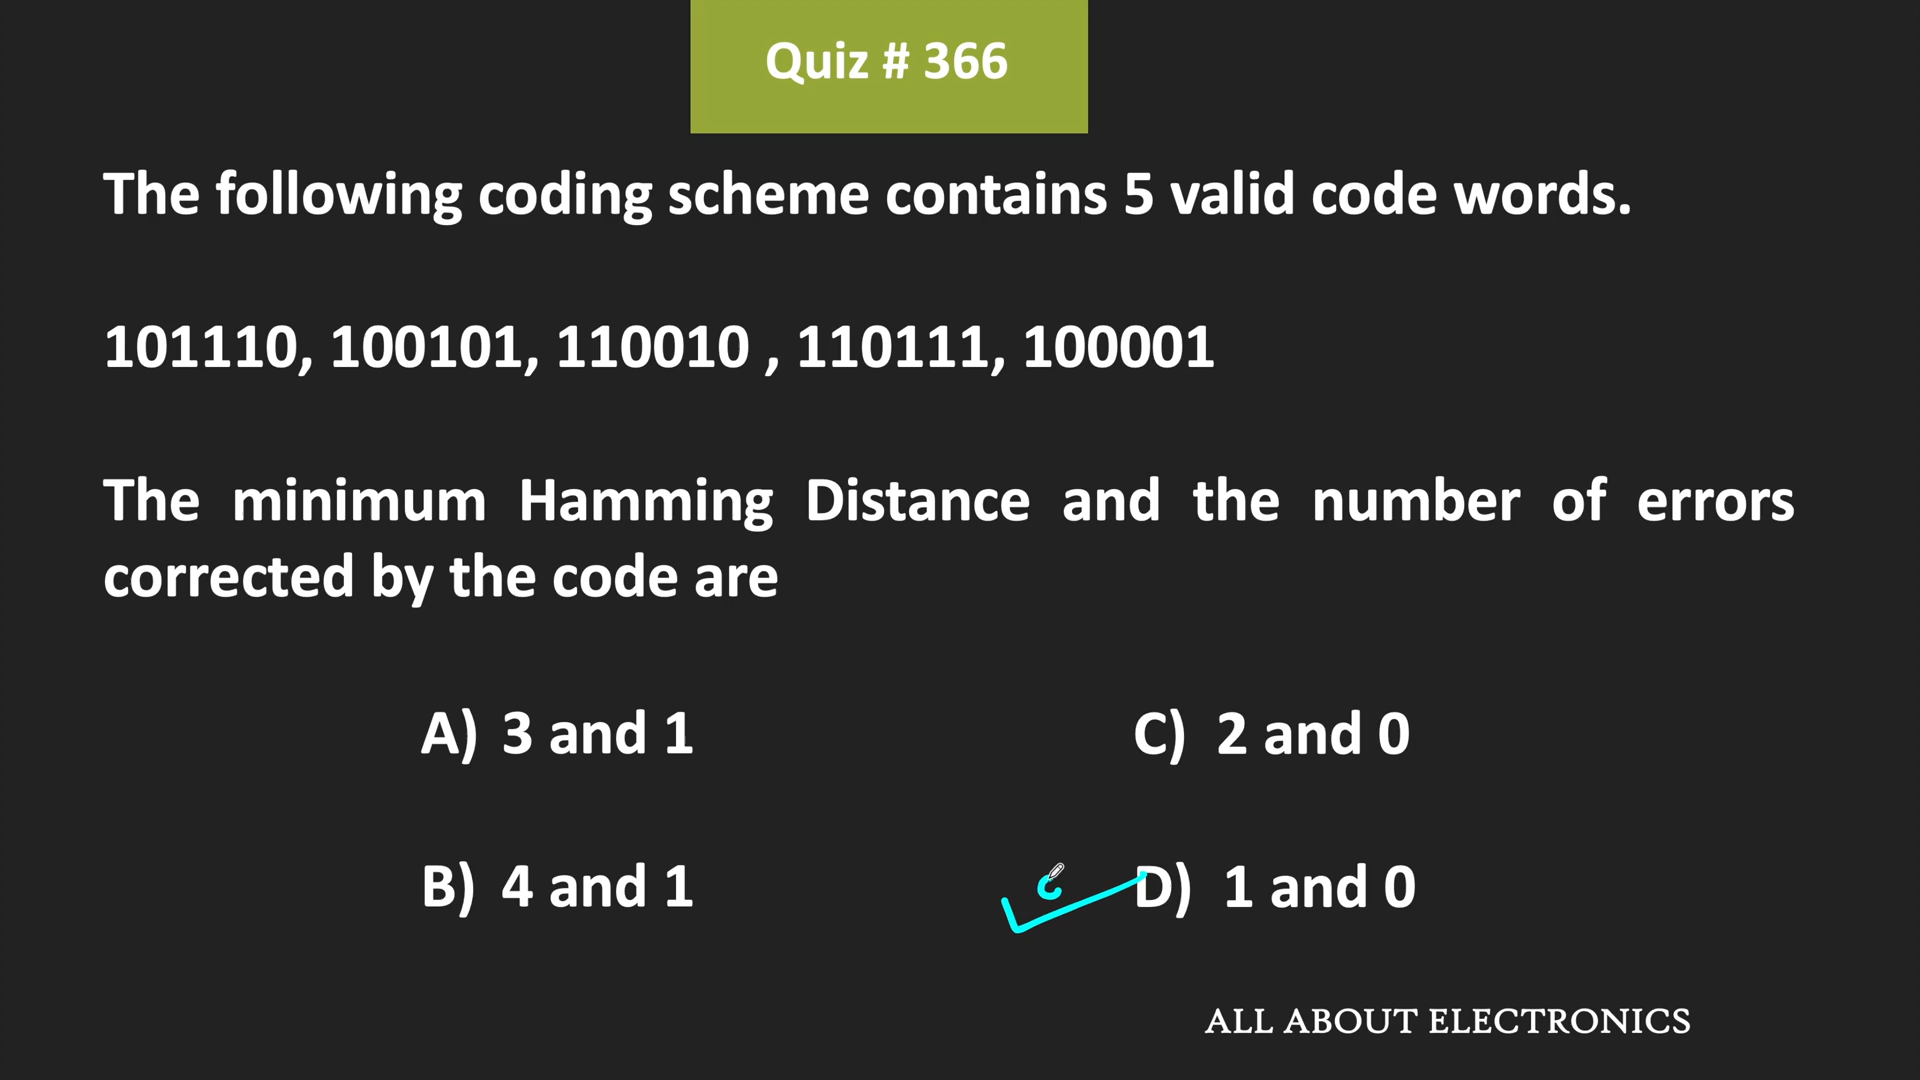 Quiz # 366
The following coding scheme contains 5 valid code words.
101110, 100101, 110010 , 110111, 100001
The minimum Hamming Distance and the number of errors
corrected by the code are
A) 3 and 1
C) 2 and 0
B) 4 and 1
D) 1 and 0
ALL ABOUT ELECTRONICS